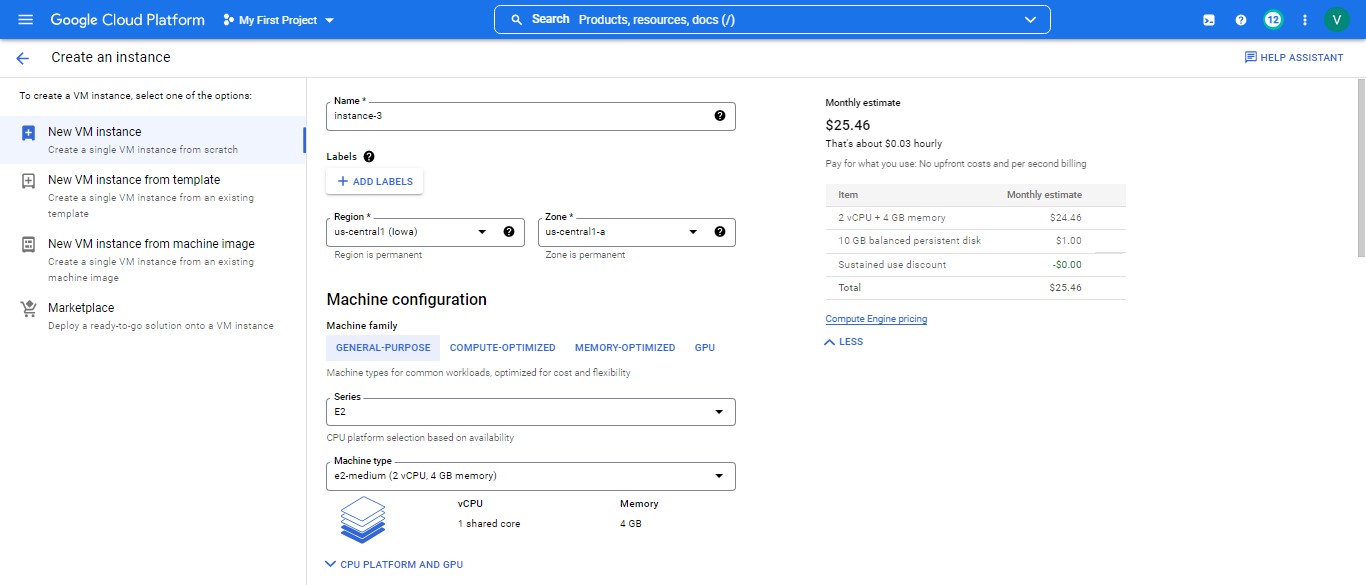 Google Cloud Platform
My First Project
Search Products, resources, docs (/)
12
V
Create an instance
HELP ASSISTANT
To create a VM instance, select one of the options:
New VM instance
Create a single VM instance from scratch
New VM instance from template
Create a single VM instance from an existing
template
New VM instance from machine image
Create a single VM instance from an existing
machine image
Marketplace
Deploy a ready-to-go solution onto a VM instance
Name *
instance-3
Labels
ADD LABELS
Region *
us-central1 (Iowa)
Region is permanent
Zone *
us-central1-a
Zone is permanent
Machine configuration
Machine family
GENERAL-PURPOSE COMPUTE-OPTIMIZED MEMORY-OPTIMIZED GPU
Machine types for common workloads, optimized for cost and flexibility
Series
E2
CPU platform selection based on availability
Machine type
e2-medium (2 vCPU, 4 GB memory)
vCPU Memory
1 shared core 4 GB
CPU PLATFORM AND GPU
Monthly estimate
$25.46
That's about $0.03 hourly
Pay for what you use: No upfront costs and per second billing
Item Monthly estimate
2 vCPU + 4 GB memory $24.46
10 GB balanced persistent disk $1.00
Sustained use discount -$0.00
Total $25.46
Compute Engine pricing
LESS